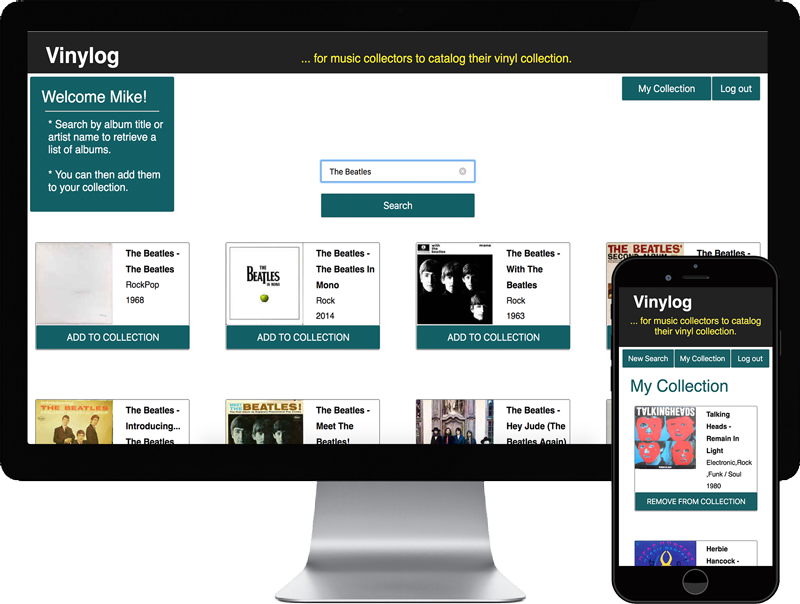 Vinylog
... for music collectors to catalog their vinyl collection.
Welcome Mike!
* Search by album title or
artist name to retrieve a
list of albums.
* You can then add them
to your collection.
My Collection
Log out
The Beatles
Search
The Beatles -
The Beatles
RockPop
1968
ADD TO COLLECTION
THE
BEATLES
IN MONO
The Beatles -
The Beatles In
Mono
Rock
2014
ADD TO COLLECTION
with
the
beatles
mono
The Beatles -
With The
Beatles
Rock
1963
ADD TO COLLECTION
THE BEATLES'
SECOND ALBUM
The Beatles -
THE BEATLES
The Beatles -
Introducing...
The Beatles
MEET THE
BEATLES!
The Beatles -
Meet The
Beatles!
The Beatles -
Hey Jude (The
Beatles Again)
Vinylog
... for music collectors to catalog
their vinyl collection.
New Search
My Collection
Log out
My Collection
TALKING HEADS
Talking
Heads -
Remain In
Light
Electronic,Rock
,Funk / Soul
1980
REMOVE FROM COLLECTION
Herbie
Hancock -